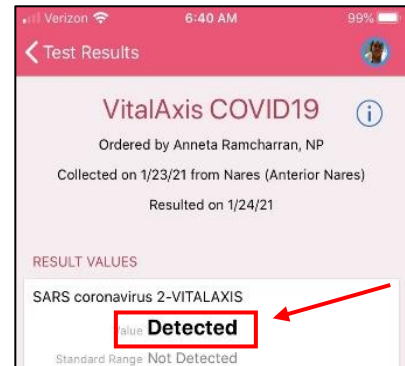 Verizon 6:40 AM 99%
Test Results
VitalAxis COVID19
Ordered by Anneta Ramcharran, NP
Collected on 1/23/21 from Nares (Anterior Nares)
Resulted on 1/24/21
RESULT VALUES
SARS coronavirus 2-VITALAXIS
Value Detected
Standard Range Not Detected